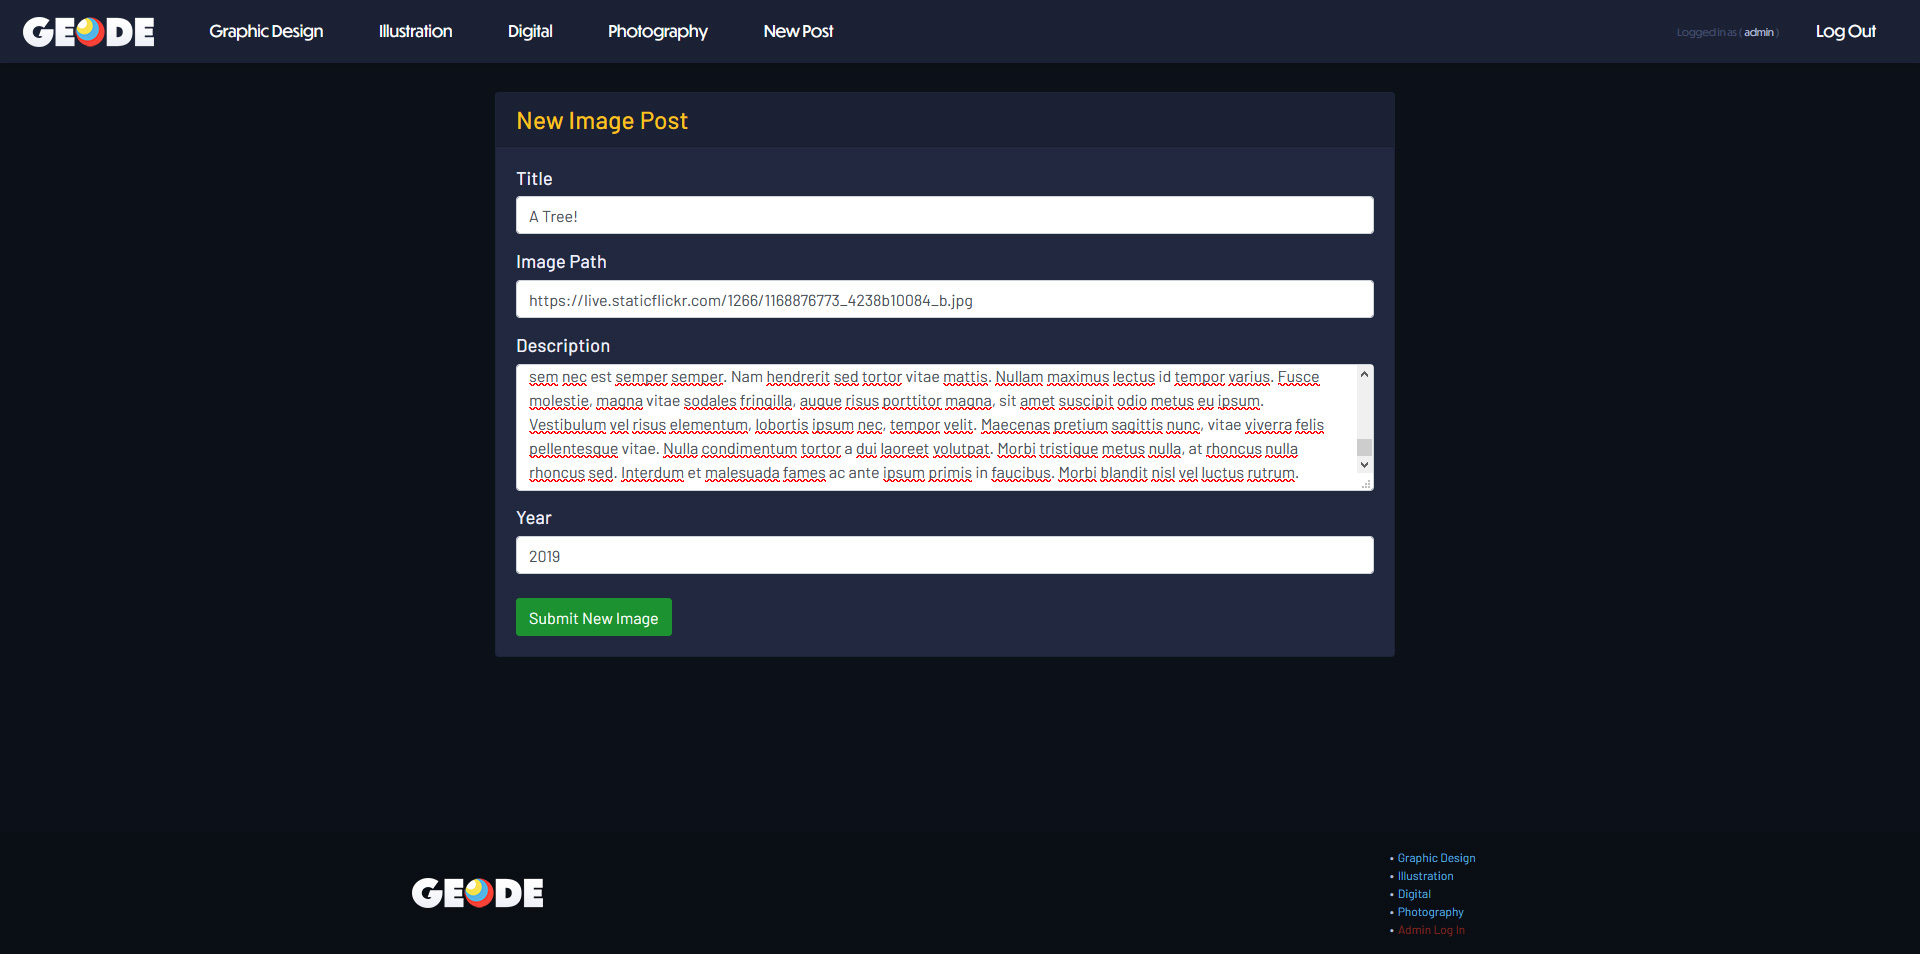 GEODE
Graphic Design
Illustration
Digital
Photography
New Post
Logged in as ( admin )
Log Out
New Image Post
Title
A Tree!
Image Path
https://live.staticflickr.com/1266/1168876773_4238b10084_b.jpg
Description
sem nec est semper semper. Nam hendrerit sed tortor vitae mattis. Nullam maximus lectus id tempor varius. Fusce
molestie, magna vitae sodales fringilla, augue risus porttitor magna, sit amet suscipit odio metus eu ipsum.
Vestibulum vel risus elementum, lobortis ipsum nec, tempor velit. Maecenas pretium sagittis nunc, vitae viverra felis
pellentesque vitae. Nulla condimentum tortor a dui laoreet volutpat. Morbi tristique metus nulla, at rhoncus nulla
rhoncus sed. Interdum et malesuada fames ac ante ipsum primis in faucibus. Morbi blandit nisl vel luctus rutrum.
Year
2019
Submit New Image
GEODE
• Graphic Design
• Illustration
• Digital
• Photography
• Admin Log In